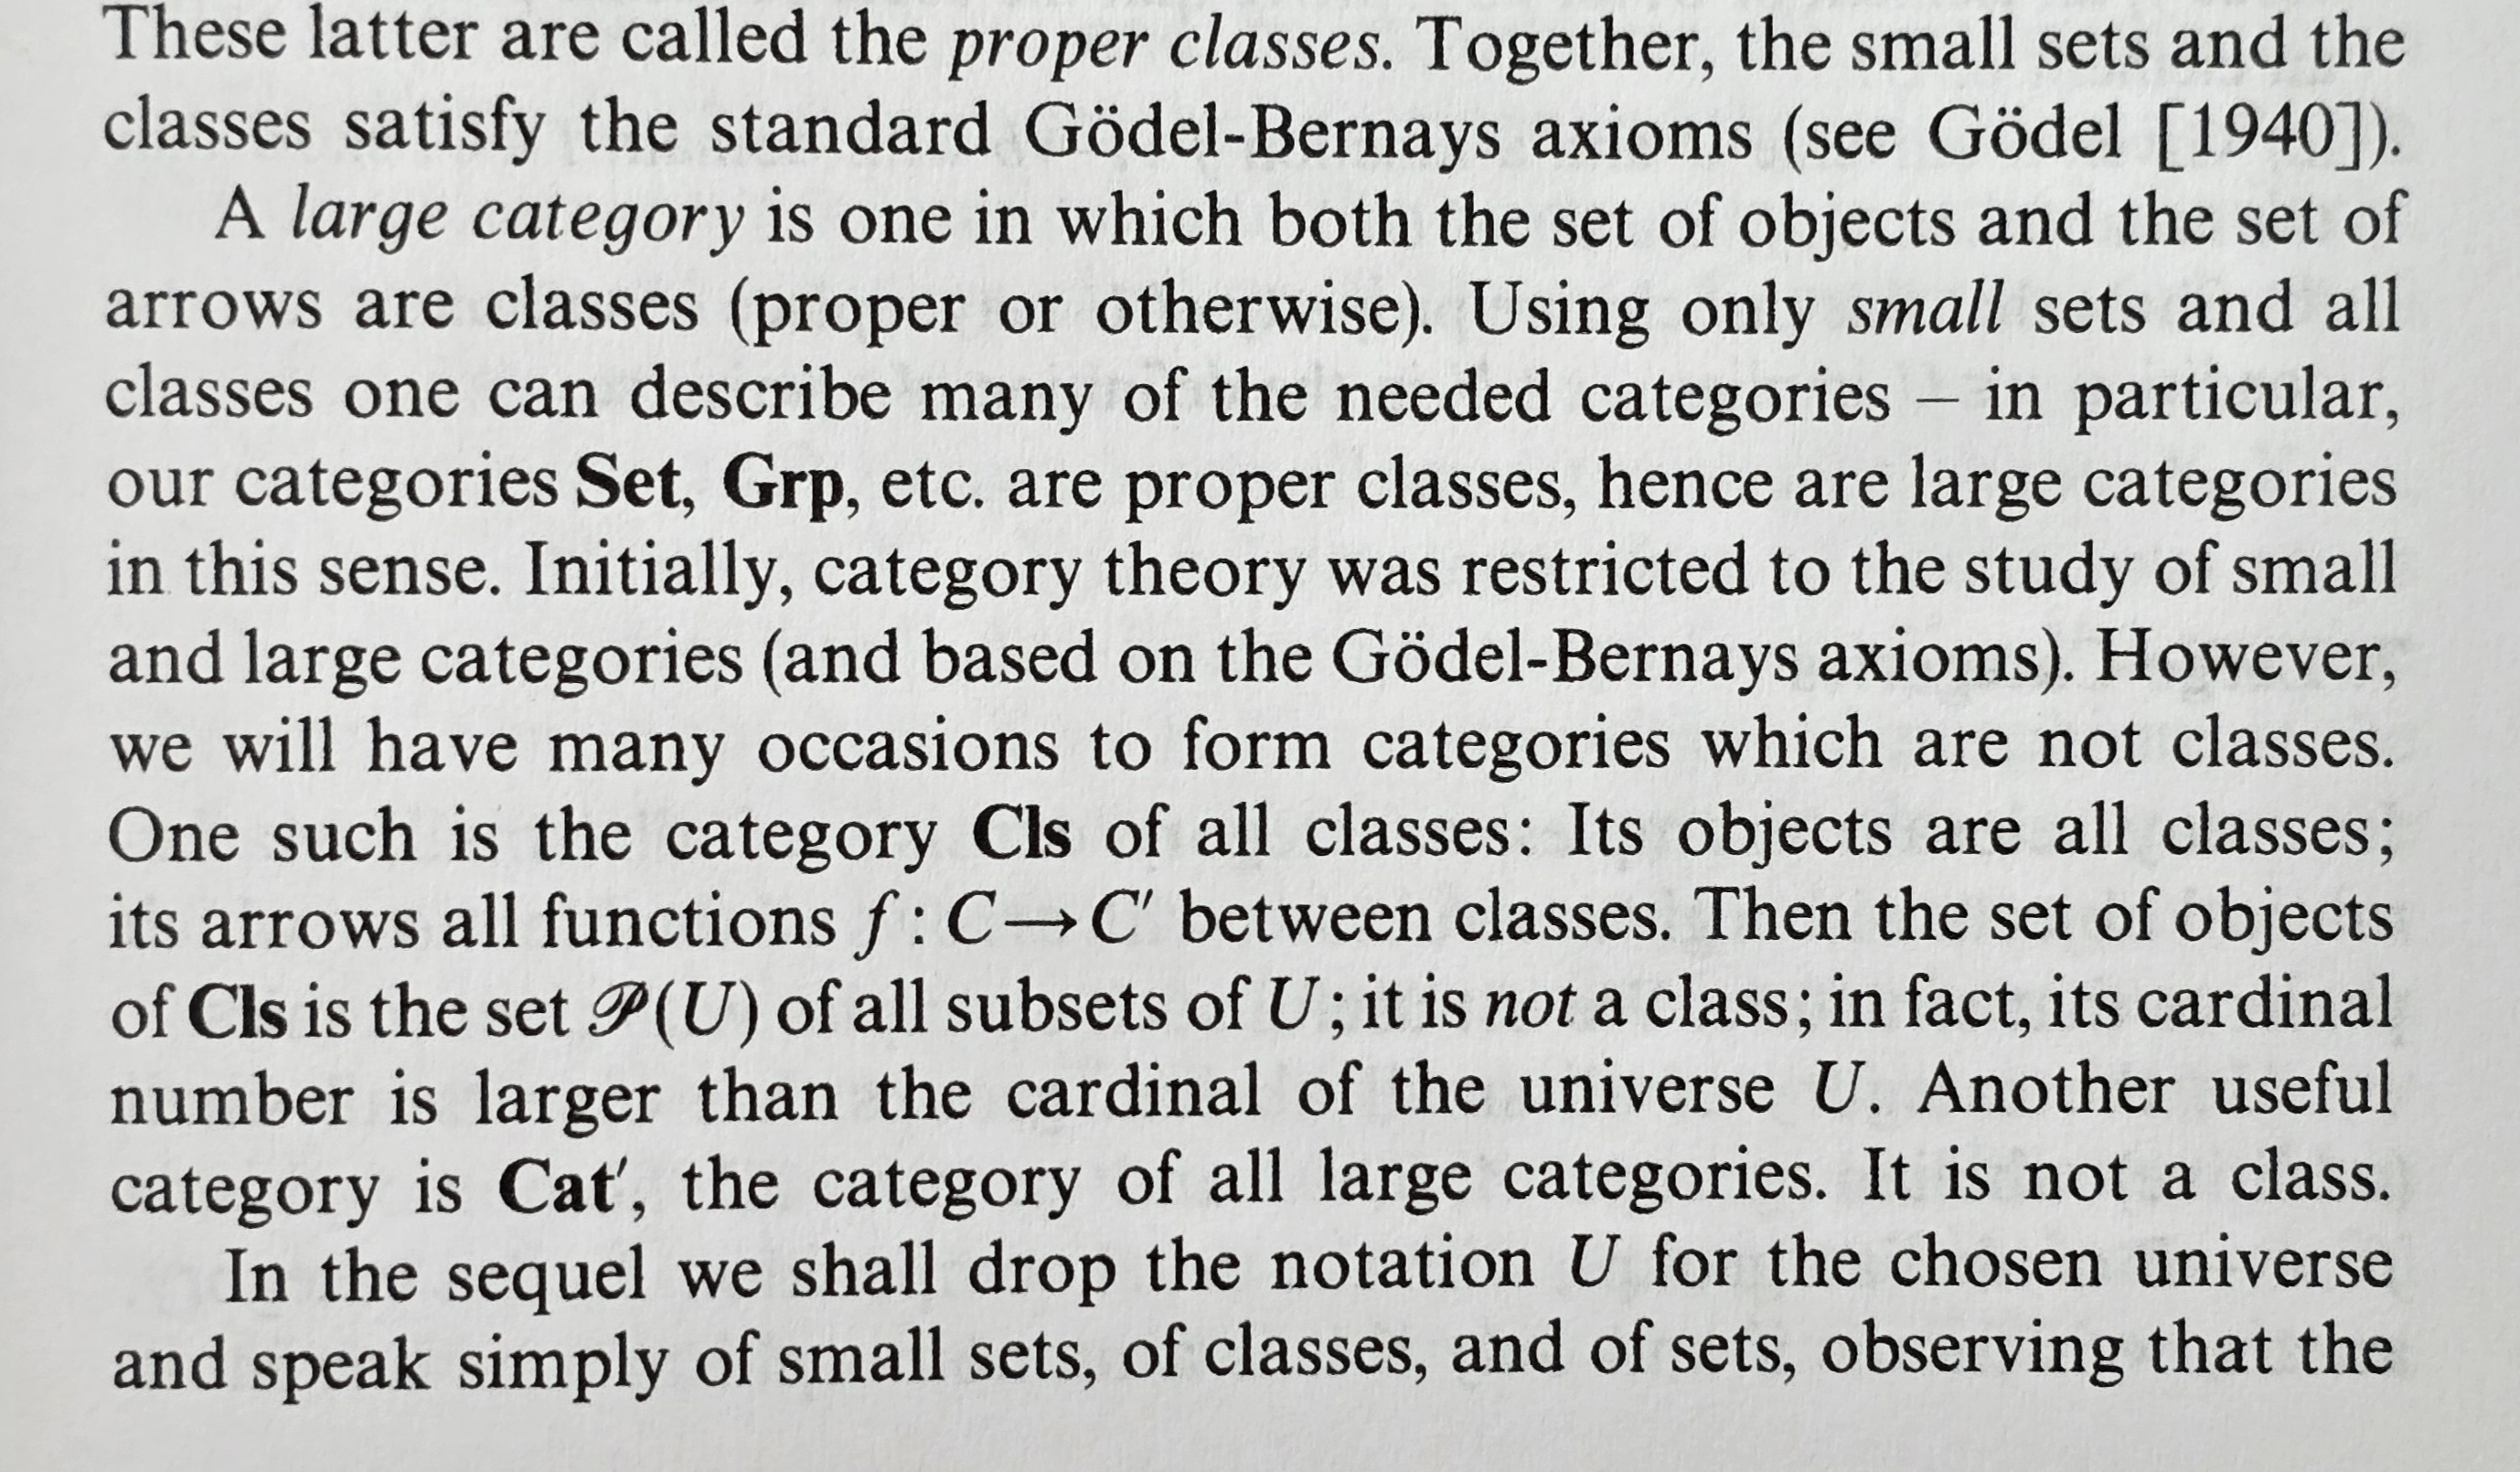 These latter are called the proper classes. Together, the small sets and the
classes satisfy the standard Gödel-Bernays axioms (see Gödel [1940]).
A large category is one in which both the set of objects and the set of
arrows are classes (proper or otherwise). Using only small sets and all
classes one can describe many of the needed categories – in particular,
our categories Set, Grp, etc. are proper classes, hence are large categories
in this sense. Initially, category theory was restricted to the study of small
and large categories (and based on the Gödel-Bernays axioms). However,
we will have many occasions to form categories which are not classes.
One such is the category Cls of all classes: Its objects are all classes;
its arrows all functions f : C→C′ between classes. Then the set of objects
of Cls is the set 𝒫(U) of all subsets of U; it is not a class; in fact, its cardinal
number is larger than the cardinal of the universe U. Another useful
category is Cat′, the category of all large categories. It is not a class.
In the sequel we shall drop the notation U for the chosen universe
and speak simply of small sets, of classes, and of sets, observing that the